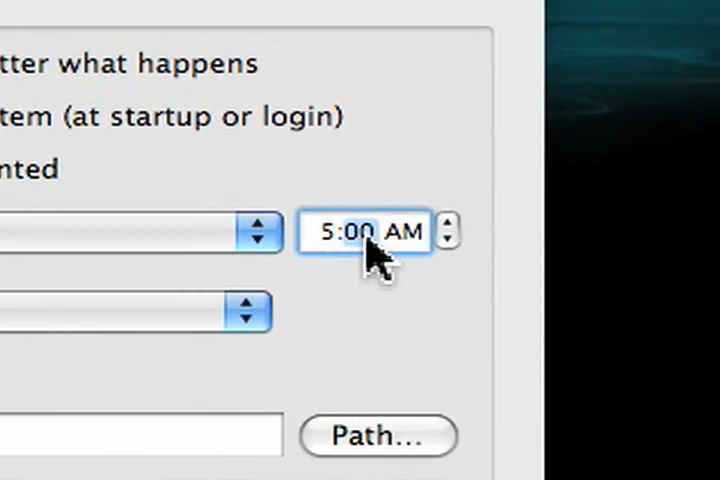 tter what happens
tem (at startup or login)
nted
5:00 AM
Path...